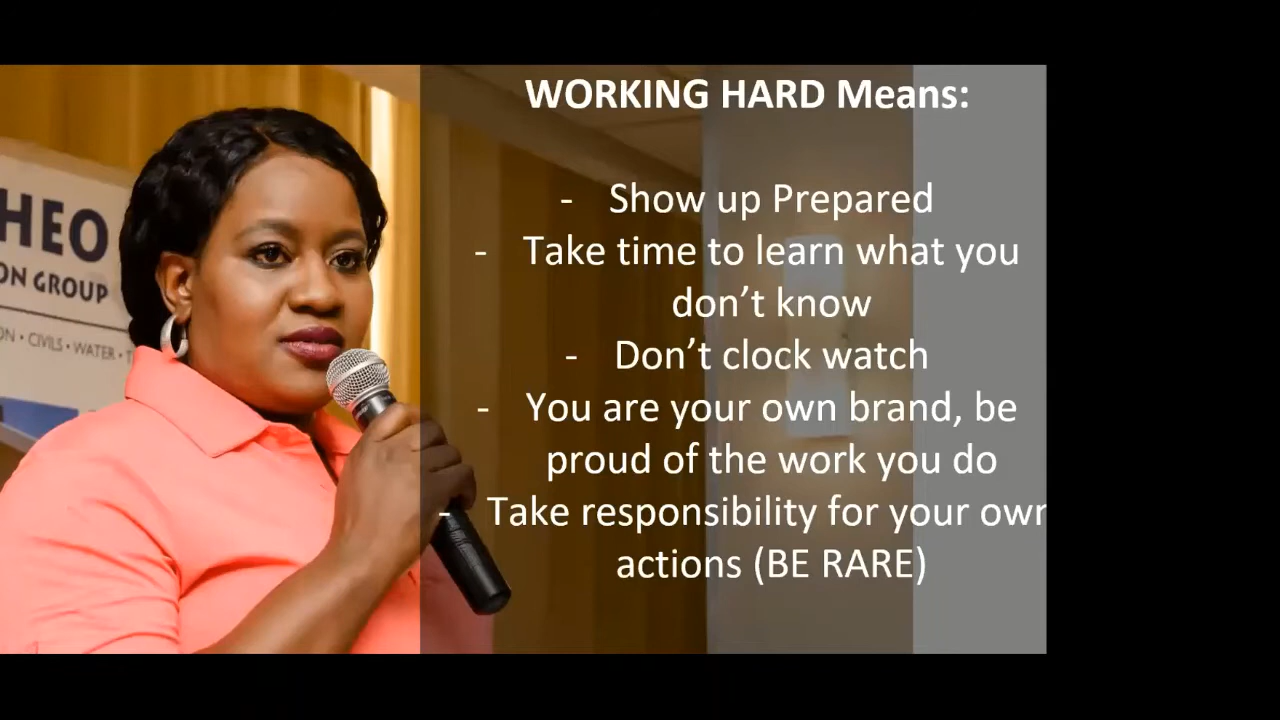 WORKING HARD Means:
- Show up Prepared
- Take time to learn what you
don’t know
- Don’t clock watch
- You are your own brand, be
proud of the work you do
- Take responsibility for your own
actions (BE RARE)
HEO
ON GROUP
ON • CIVILS • WATER •